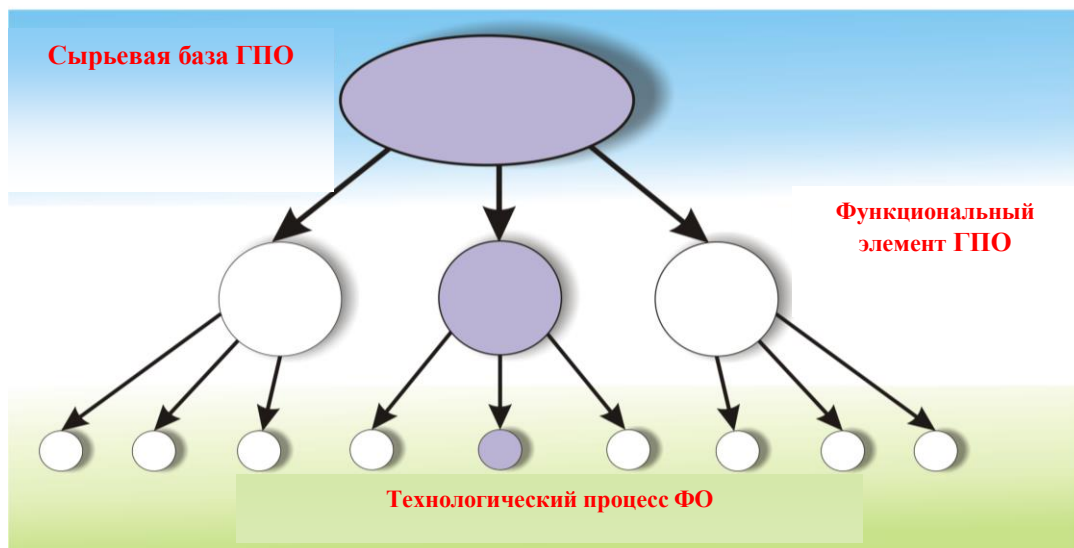 Сырьевая база ГПО
Функциональный
элемент ГПО
Технологический процесс ФО